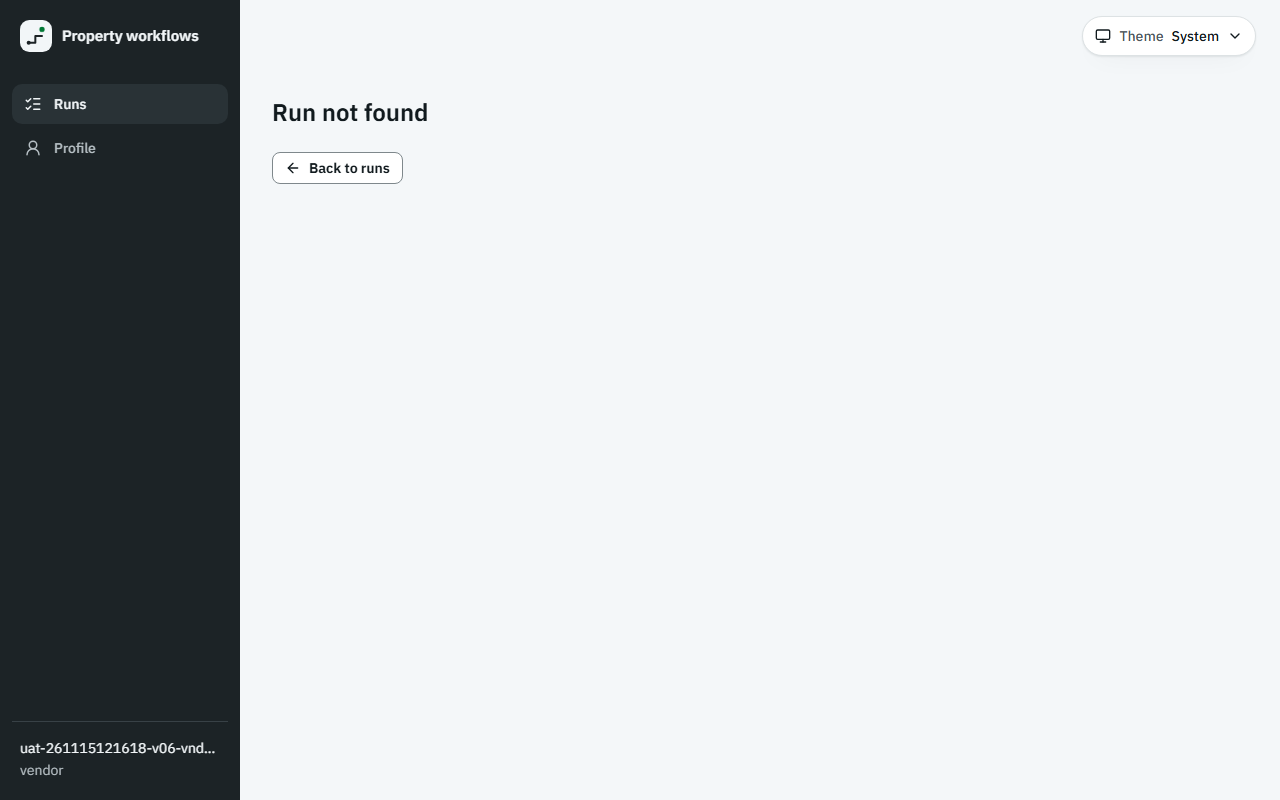 Property workflows
Theme System
Runs
Profile
Run not found
Back to runs
uat-261115121618-v06-vnd...
vendor